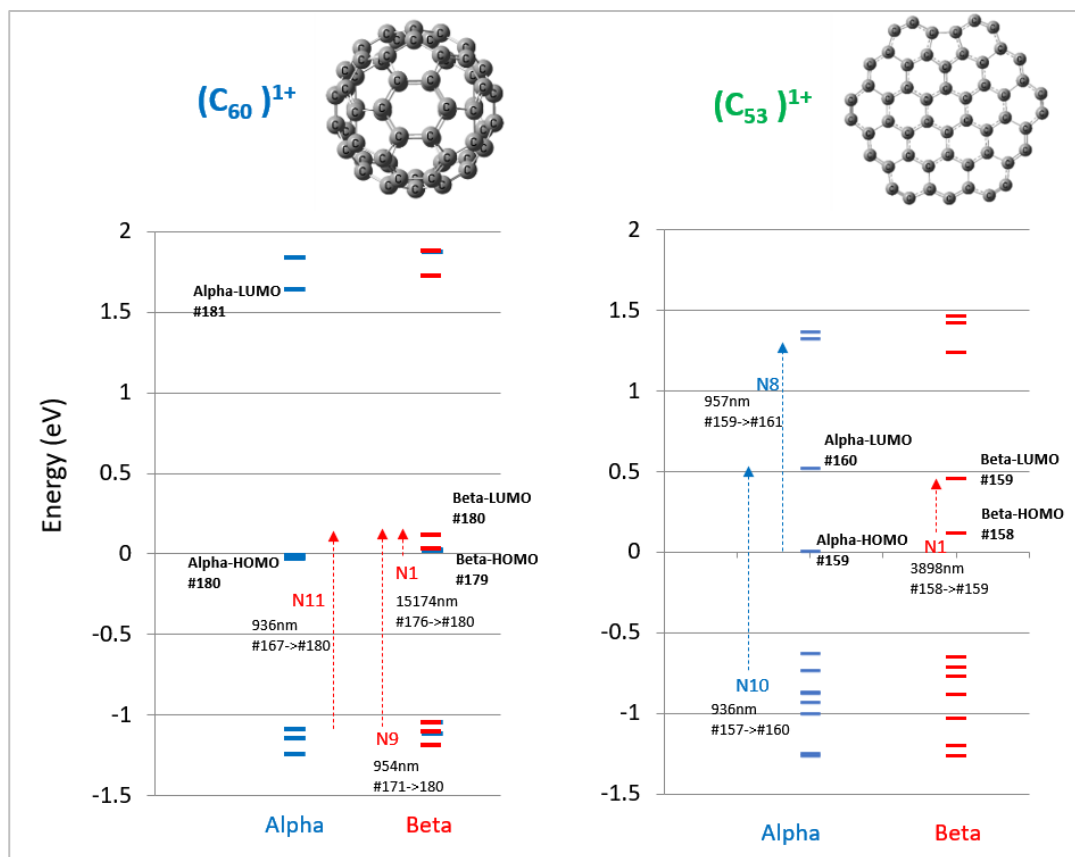 (C60 )1+
(C53 )1+
Energy (eV)
2
1.5
1
0.5
0
-0.5
-1
-1.5
Alpha-LUMO
#181
Alpha-HOMO
#180
Beta-LUMO
#180
Beta-HOMO
#179
N1
15174nm
#176->#180
N11
936nm
#167->#180
N9
954nm
#171->180
Alpha
Beta
2
1.5
1
0.5
0
-0.5
-1
-1.5
N8
957nm
#159->#161
Alpha-LUMO
#160
Alpha-HOMO
#159
Beta-LUMO
#159
Beta-HOMO
#158
N1
3898nm
#158->#159
N10
936nm
#157->#160
Alpha
Beta